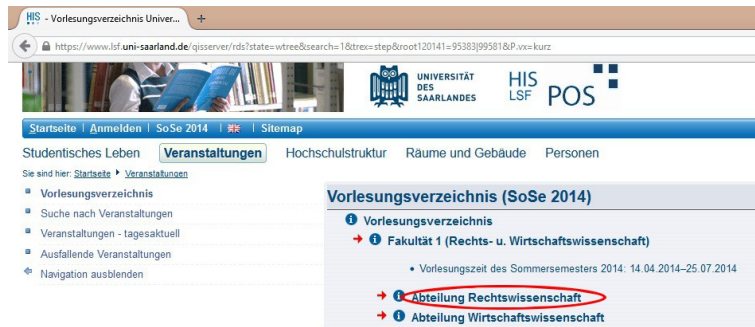 HIS - Vorlesungsverzeichnis Univer... × +
https://www.lsf.uni-saarland.de/qisserver/rds?state=wtree&search=1&trex=step&root120141=95383|99581&P.vx=kurz
UNIVERSITÄT
DES
SAARLANDES
HIS
LSF POS
Startseite | Anmelden | SoSe 2014 | | Sitemap
Studentisches Leben Veranstaltungen Hochschulstruktur Räume und Gebäude Personen
Sie sind hier: Startseite Veranstaltungen
Vorlesungsverzeichnis
Suche nach Veranstaltungen
Veranstaltungen - tagesaktuell
Ausfallende Veranstaltungen
Navigation ausblenden
Vorlesungsverzeichnis (SoSe 2014)
Vorlesungsverzeichnis
Fakultät 1 (Rechts- u. Wirtschaftswissenschaft)
• Vorlesungszeit des Sommersemesters 2014: 14.04.2014–25.07.2014
Abteilung Rechtswissenschaft
Abteilung Wirtschaftswissenschaft